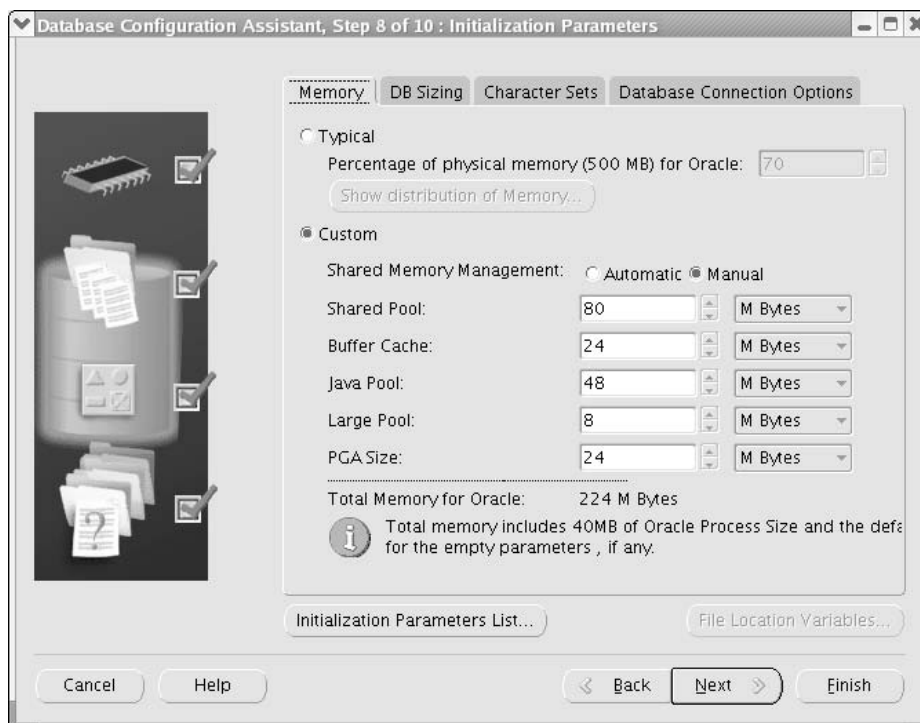 Database Configuration Assistant, Step 8 of 10 : Initialization Parameters
Memory DB Sizing Character Sets Database Connection Options
Typical
Percentage of physical memory (500 MB) for Oracle: 70
Show distribution of Memory...
Custom
Shared Memory Management: Automatic Manual
Shared Pool: 80 M Bytes
Buffer Cache: 24 M Bytes
Java Pool: 48 M Bytes
Large Pool: 8 M Bytes
PGA Size: 24 M Bytes
Total Memory for Oracle: 224 M Bytes
Total memory includes 40MB of Oracle Process Size and the defa
for the empty parameters , if any.
Initialization Parameters List... File Location Variables...
Cancel Help Back Next Finish